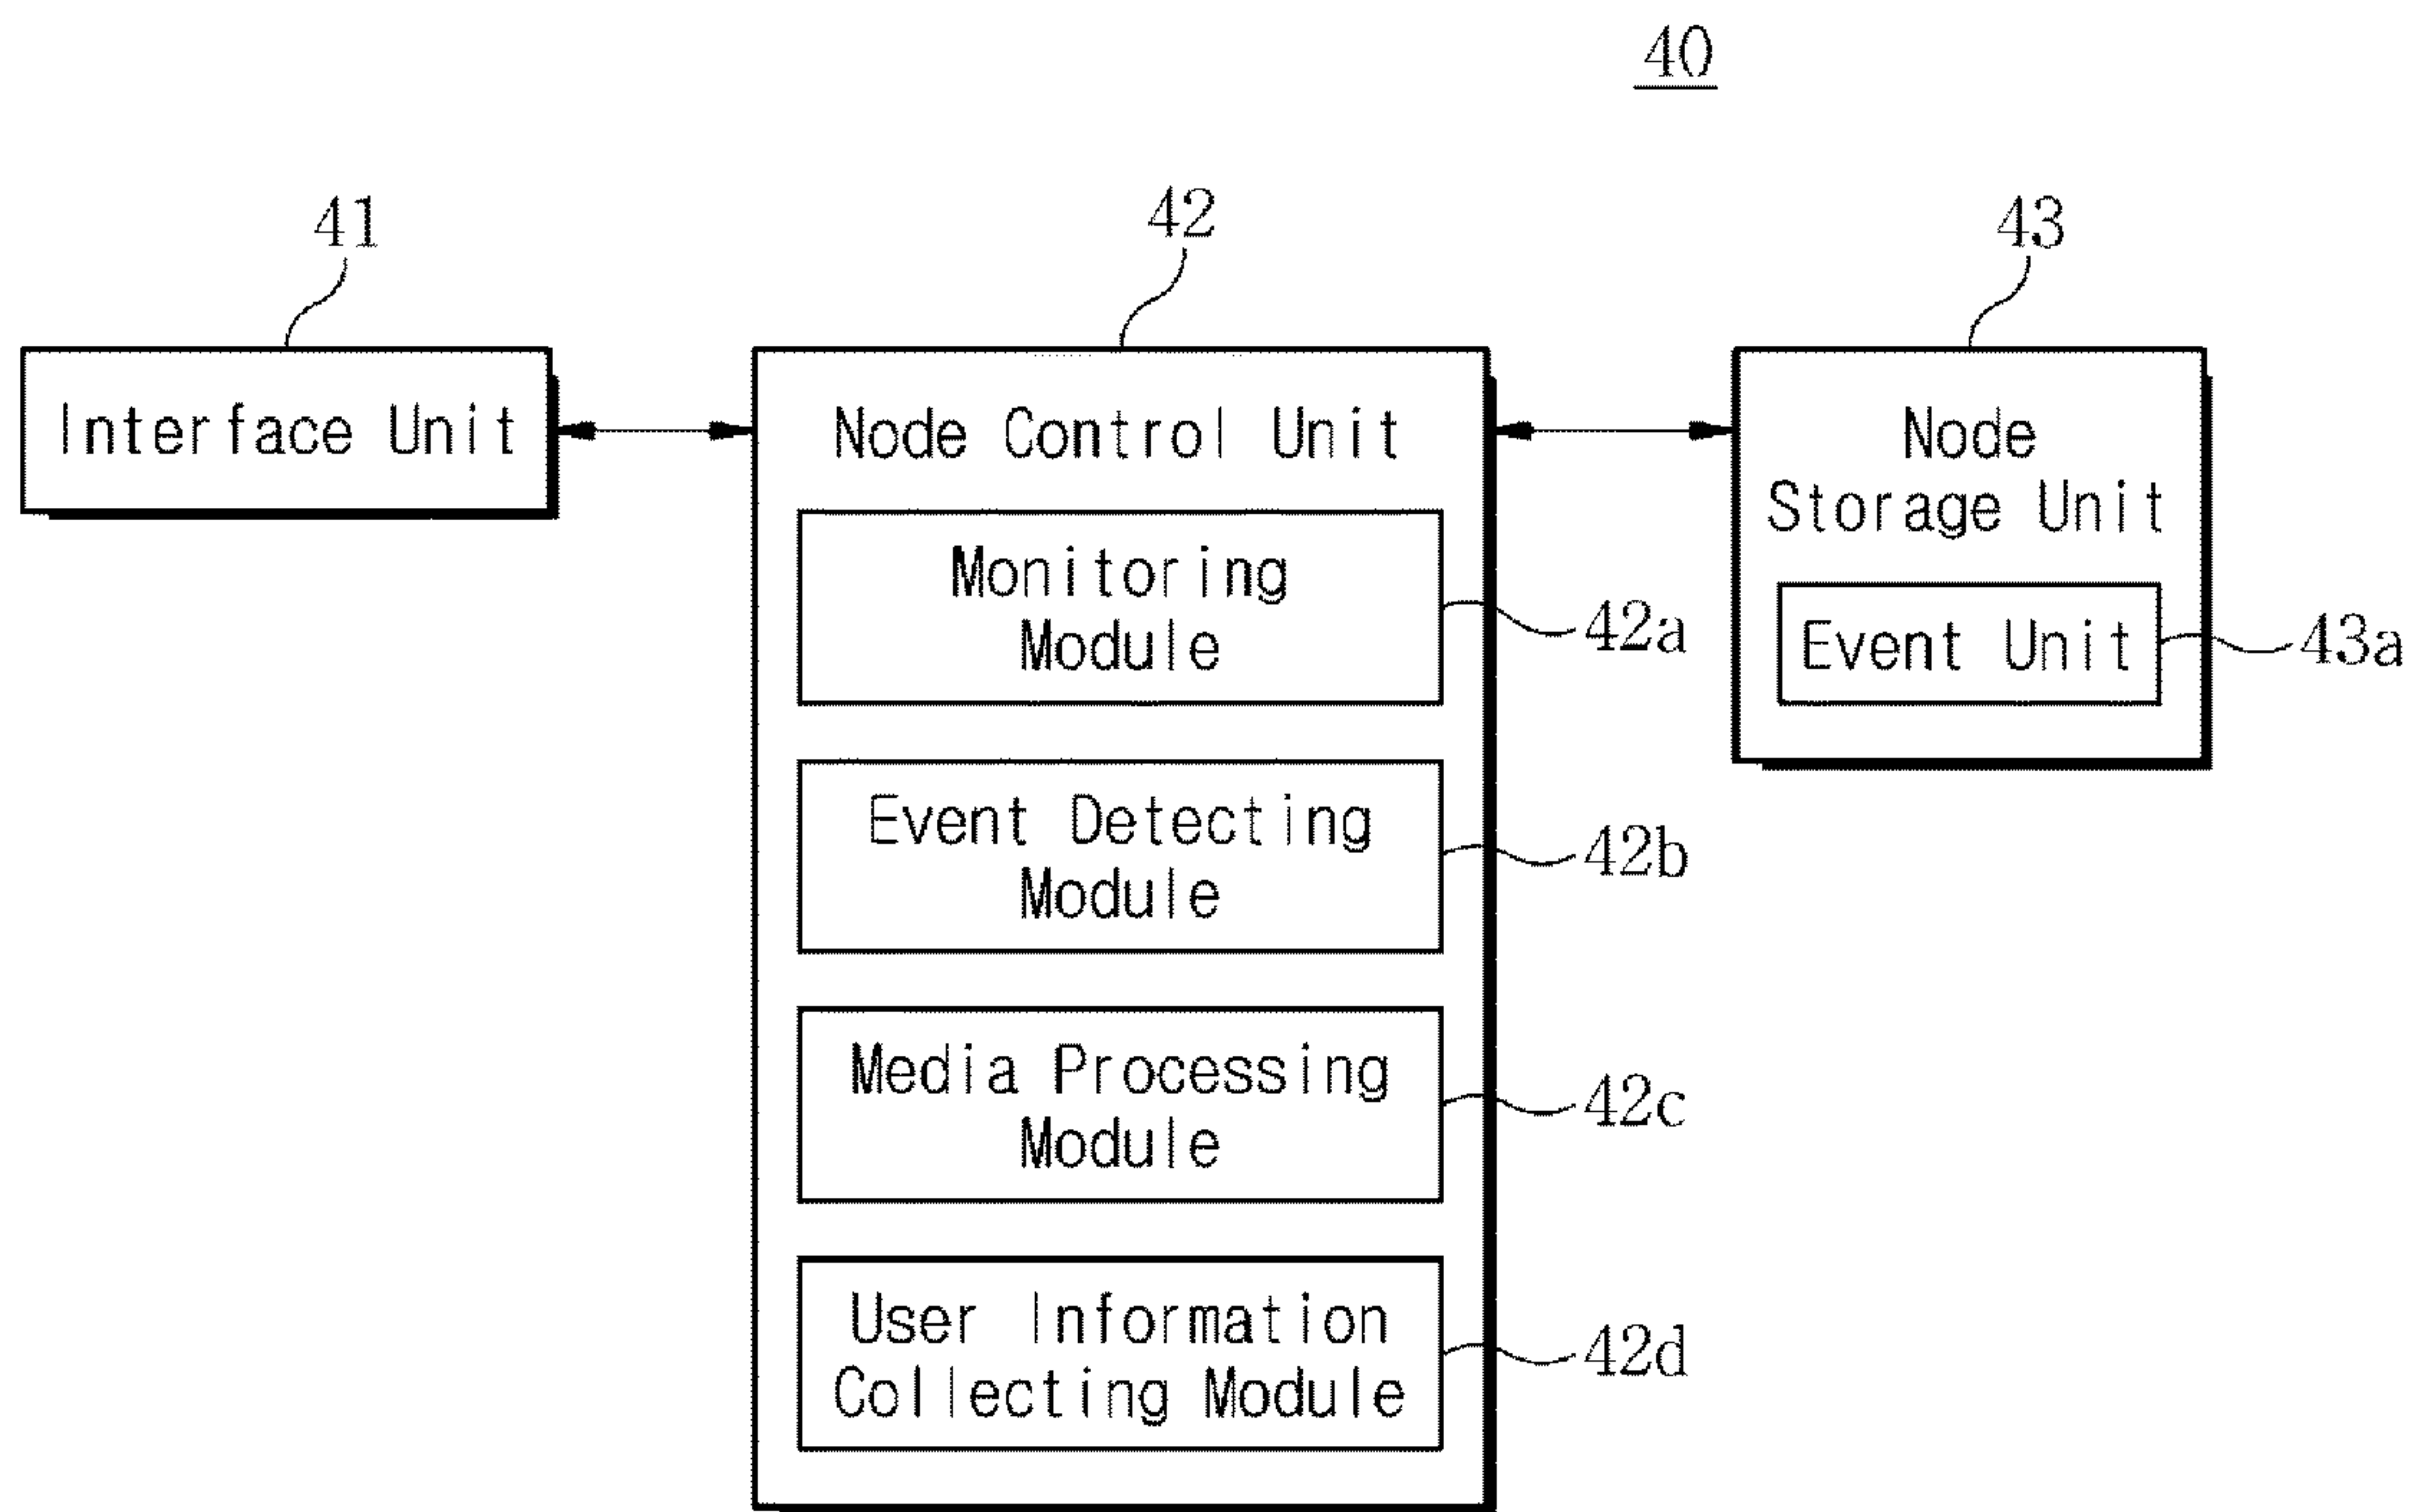 40
41
42
43
Interface Unit
Node Control Unit
Node
Storage Unit
Monitoring
Module
42a
Event Unit
43a
Event Detecting
Module
42b
Media Processing
Module
42c
User Information
Collecting Module
42d